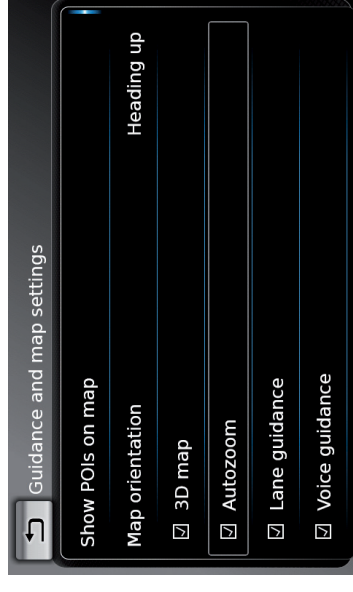 Guidance and map settings
Show POIs on map
Map orientation Heading up
3D map
Autozoom
Lane guidance
Voice guidance